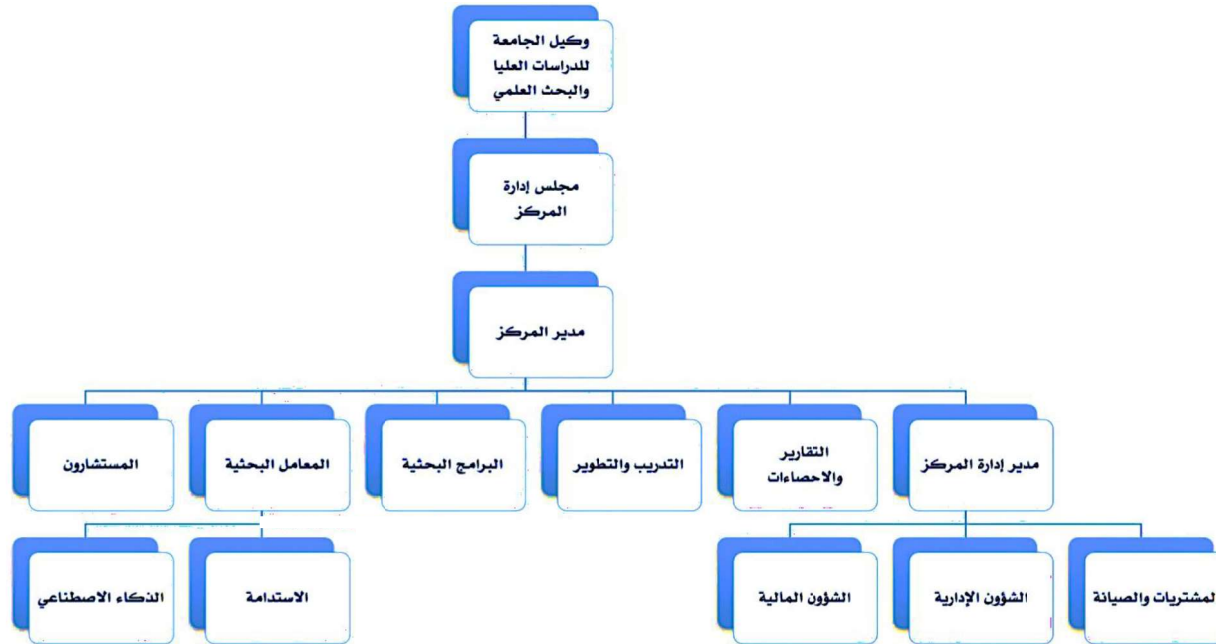 وكيل الجامعة
للدراسات العليا
والبحث العلمي
مجلس إدارة
المركز
مدير المركز
مدير إدارة المركز
التقارير
والاحصاءات
التدريب والتطوير
البرامج البحثية
المعامل البحثية
المستشارون
المشتريات والصيانة
الشؤون الإدارية
الشؤون المالية
الاستدامة
الذكاء الاصطناعي